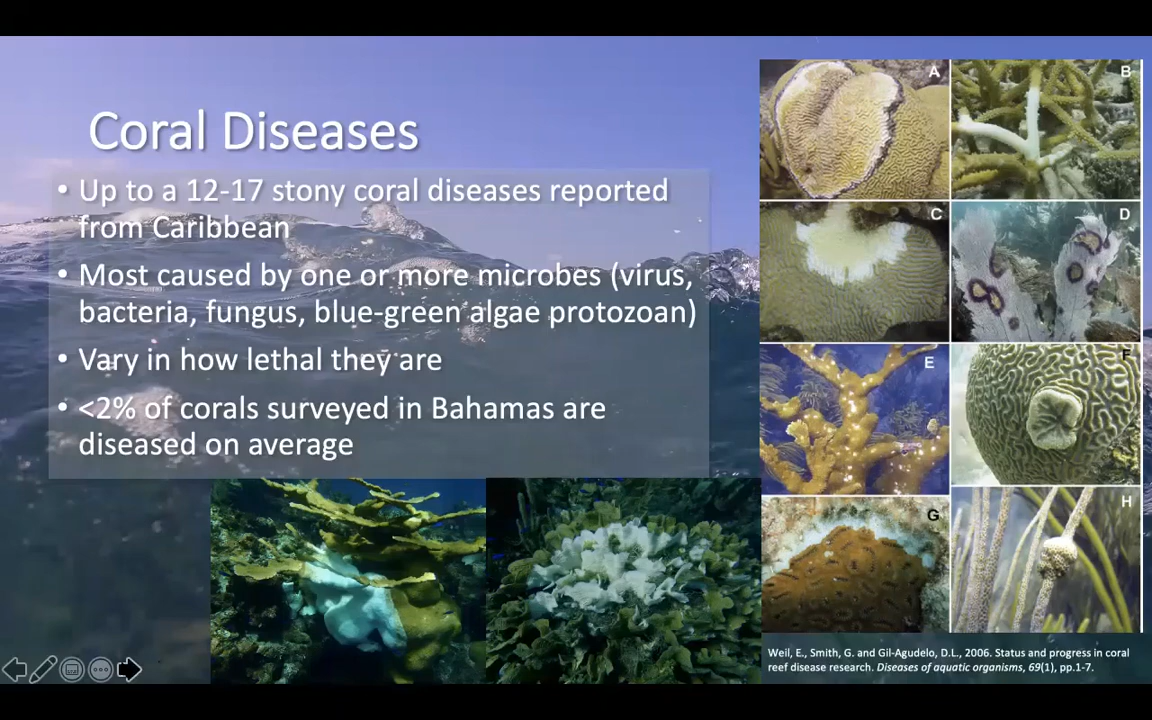 Coral Diseases
• Up to a 12-17 stony coral diseases reported
from Caribbean
• Most caused by one or more microbes (virus,
bacteria, fungus, blue-green algae protozoan)
• Vary in how lethal they are
• <2% of corals surveyed in Bahamas are
diseased on average
A
B
C
D
E
F
G
H
Weil, E., Smith, G. and Gil-Agudelo, D.L., 2006. Status and progress in coral
reef disease research. Diseases of aquatic organisms, 69(1), pp.1-7.